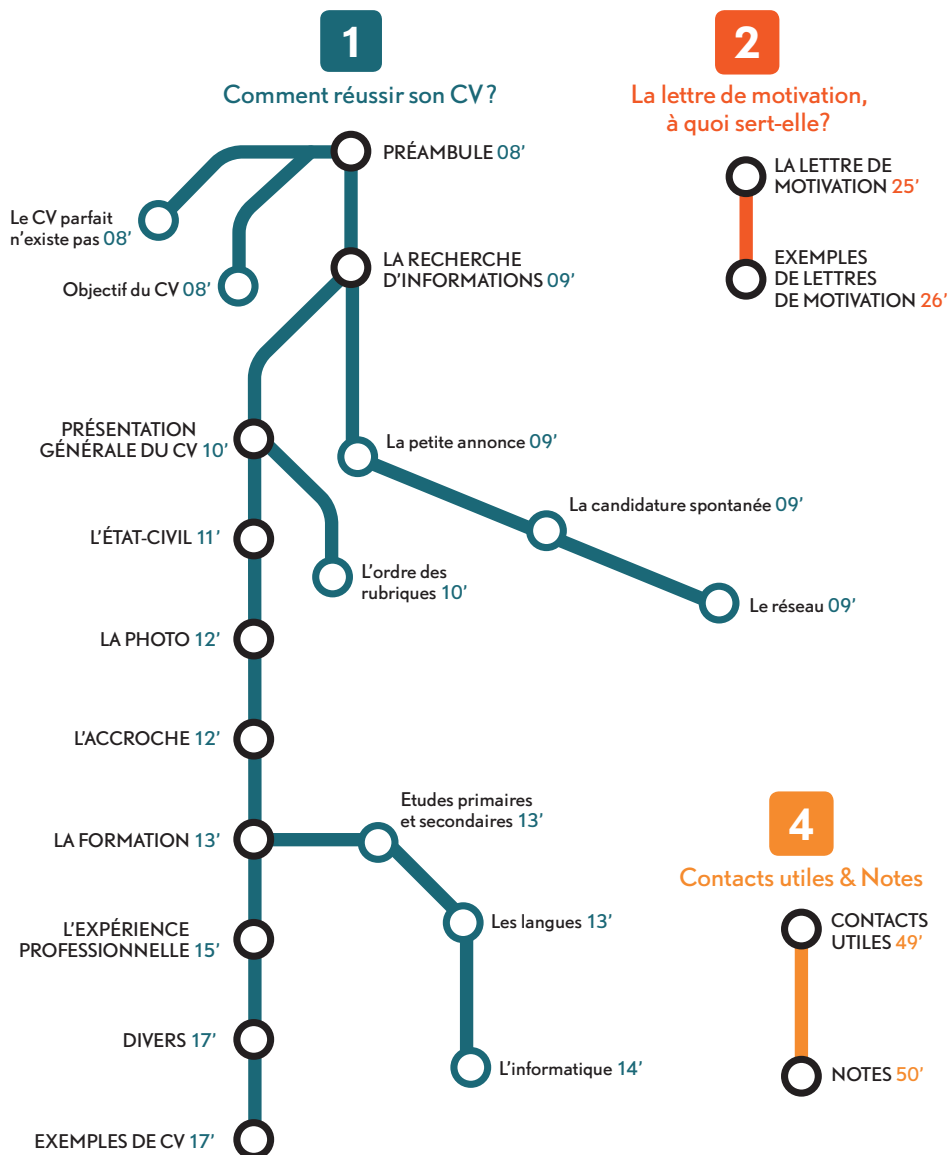 1
Comment réussir son CV ?
PRÉAMBULE 08’
Le CV parfait
n’existe pas 08’
Objectif du CV 08’
LA RECHERCHE
D’INFORMATIONS 09’
La petite annonce 09’
La candidature spontanée 09’
Le réseau 09’
PRÉSENTATION
GÉNÉRALE DU CV 10’
L’ordre des
rubriques 10’
L’ÉTAT-CIVIL 11’
LA PHOTO 12’
L’ACCROCHE 12’
LA FORMATION 13’
Etudes primaires
et secondaires 13’
Les langues 13’
L’informatique 14’
L’EXPÉRIENCE
PROFESSIONNELLE 15’
DIVERS 17’
EXEMPLES DE CV 17’
2
La lettre de motivation,
à quoi sert-elle?
LA LETTRE DE
MOTIVATION 25’
EXEMPLES
DE LETTRES
DE MOTIVATION 26’
4
Contacts utiles & Notes
CONTACTS
UTILES 49’
NOTES 50’